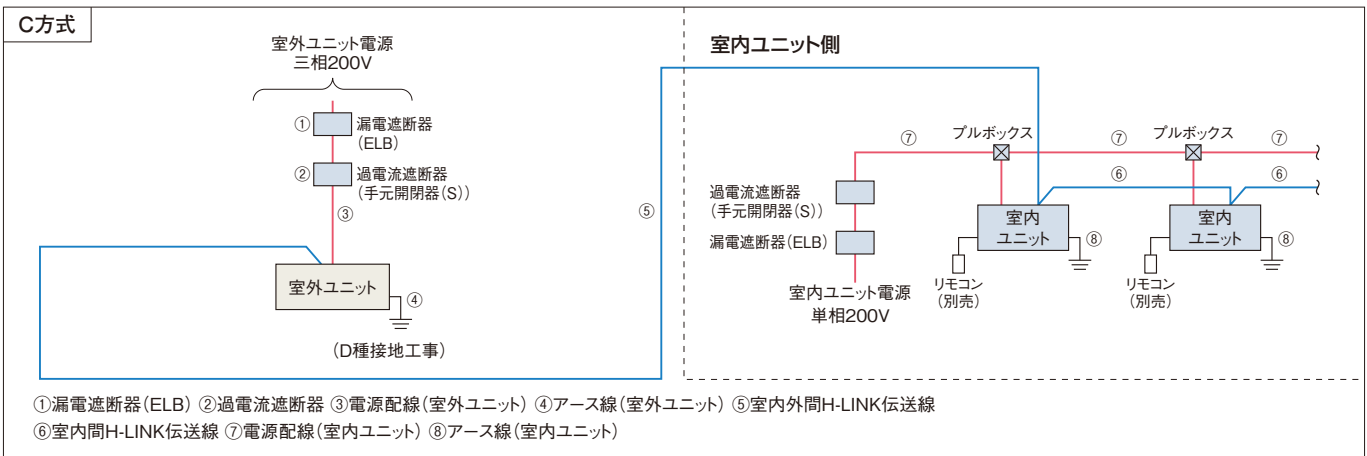 C方式
室外ユニット電源
三相200V
① 漏電遮断器
(ELB)
② 過電流遮断器
(手元開閉器(S))
③
室外ユニット
④
(D種接地工事)
⑤
室内ユニット側
⑦ プルボックス ⑦ プルボックス ⑦
⑥ ⑥
過電流遮断器
(手元開閉器(S))
漏電遮断器(ELB)
室内ユニット電源
単相200V
室内
ユニット
⑧
リモコン
(別売)
室内
ユニット
⑧
リモコン
(別売)
①漏電遮断器(ELB) ②過電流遮断器 ③電源配線(室外ユニット) ④アース線(室外ユニット) ⑤室内外間H-LINK伝送線
⑥室内間H-LINK伝送線 ⑦電源配線(室内ユニット) ⑧アース線(室内ユニット)